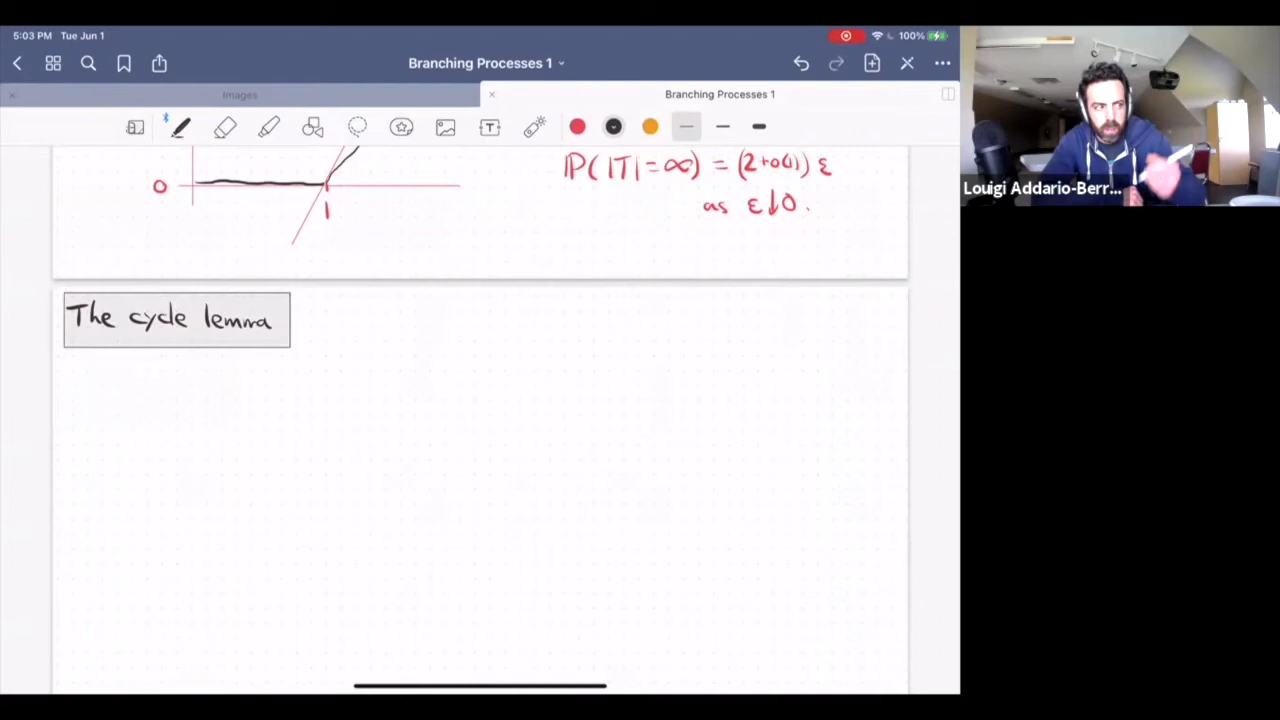 5:03 PM Tue Jun 1
100%
Branching Processes 1
Images
Branching Processes 1
T
Louigi Addario-Berr...
0
1
P(|T|=∞) = (2+o(1)) ε
as ε↓0.
The cycle lemma